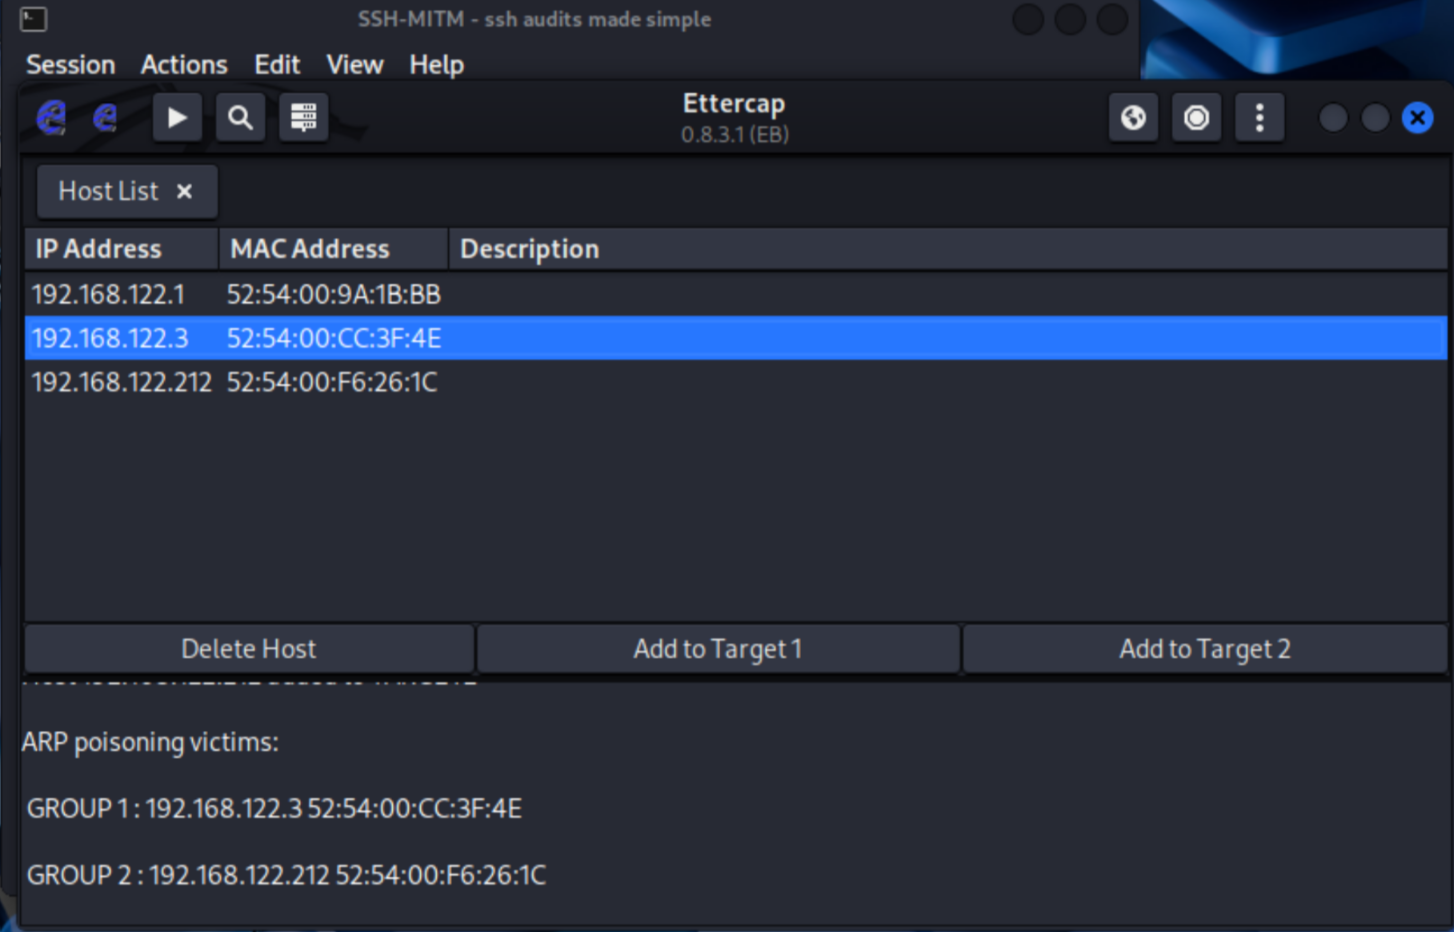 SSH-MITM - ssh audits made simple
Session Actions Edit View Help
Ettercap
0.8.3.1 (EB)
Host List ×
IP Address MAC Address Description
192.168.122.1 52:54:00:9A:1B:BB
192.168.122.3 52:54:00:CC:3F:4E
192.168.122.212 52:54:00:F6:26:1C
Delete Host Add to Target 1 Add to Target 2
ARP poisoning victims:
GROUP 1 : 192.168.122.3 52:54:00:CC:3F:4E
GROUP 2 : 192.168.122.212 52:54:00:F6:26:1C